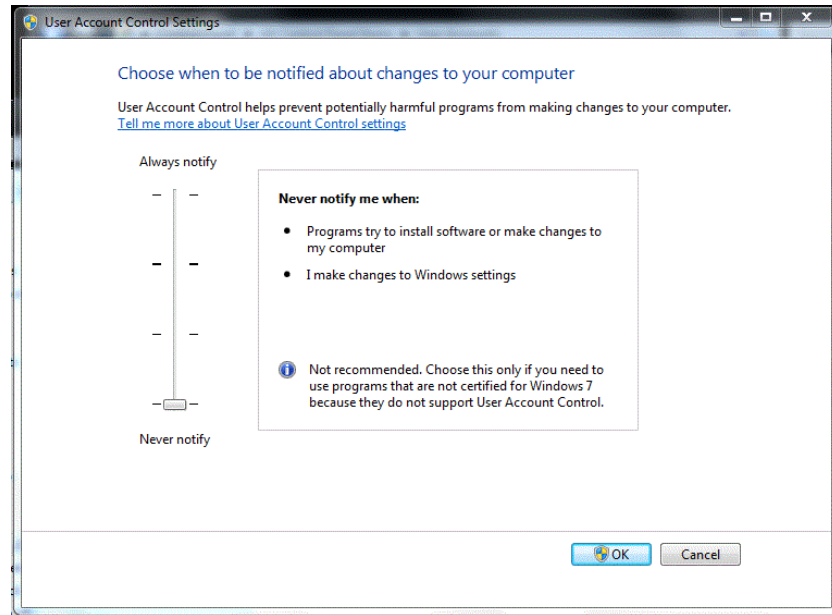 User Account Control Settings
Choose when to be notified about changes to your computer
User Account Control helps prevent potentially harmful programs from making changes to your computer.
Tell me more about User Account Control settings
Always notify
Never notify me when:
Programs try to install software or make changes to
my computer
I make changes to Windows settings
Not recommended. Choose this only if you need to
use programs that are not certified for Windows 7
because they do not support User Account Control.
Never notify
OK
Cancel